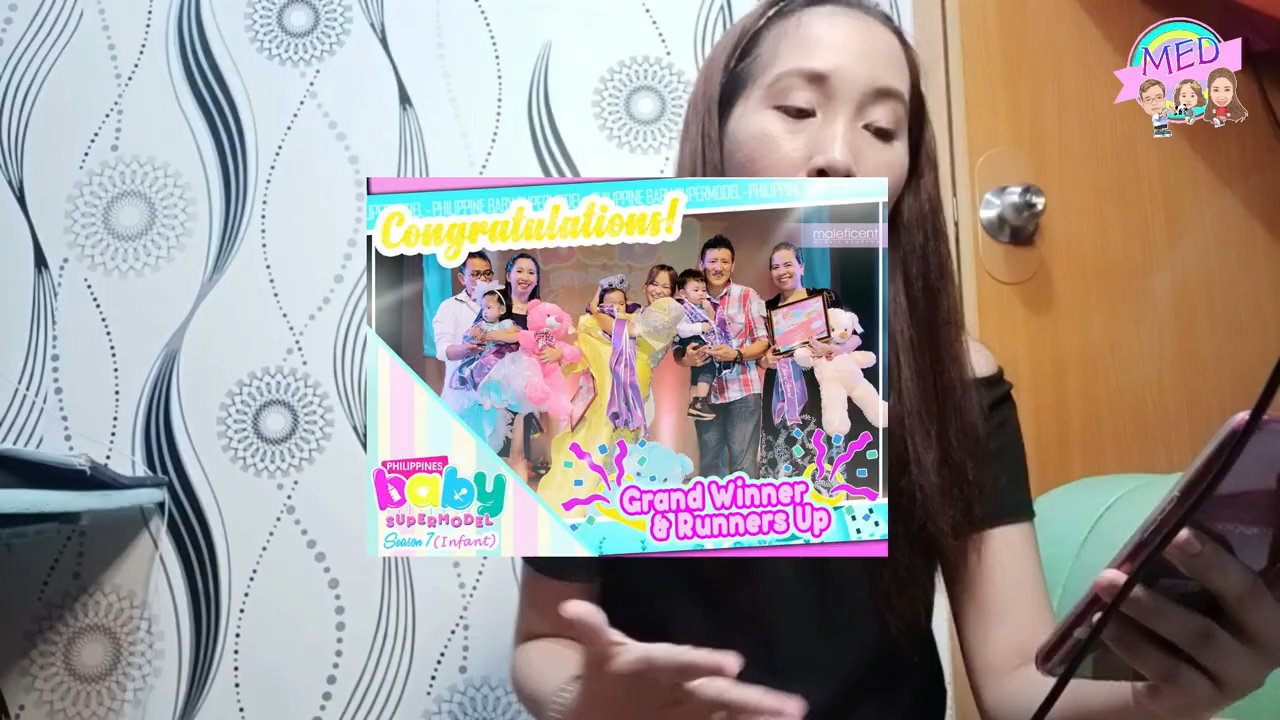 MED
PHILIPPINE BABY SUPERMODEL - PHILIPPINE BABY SUPERMODEL - PHILIPPINE
Congratulations!
maleficent
PHILIPPINES
baby
SUPERMODEL
Season 7 (Infant)
Grand Winner
& Runners Up